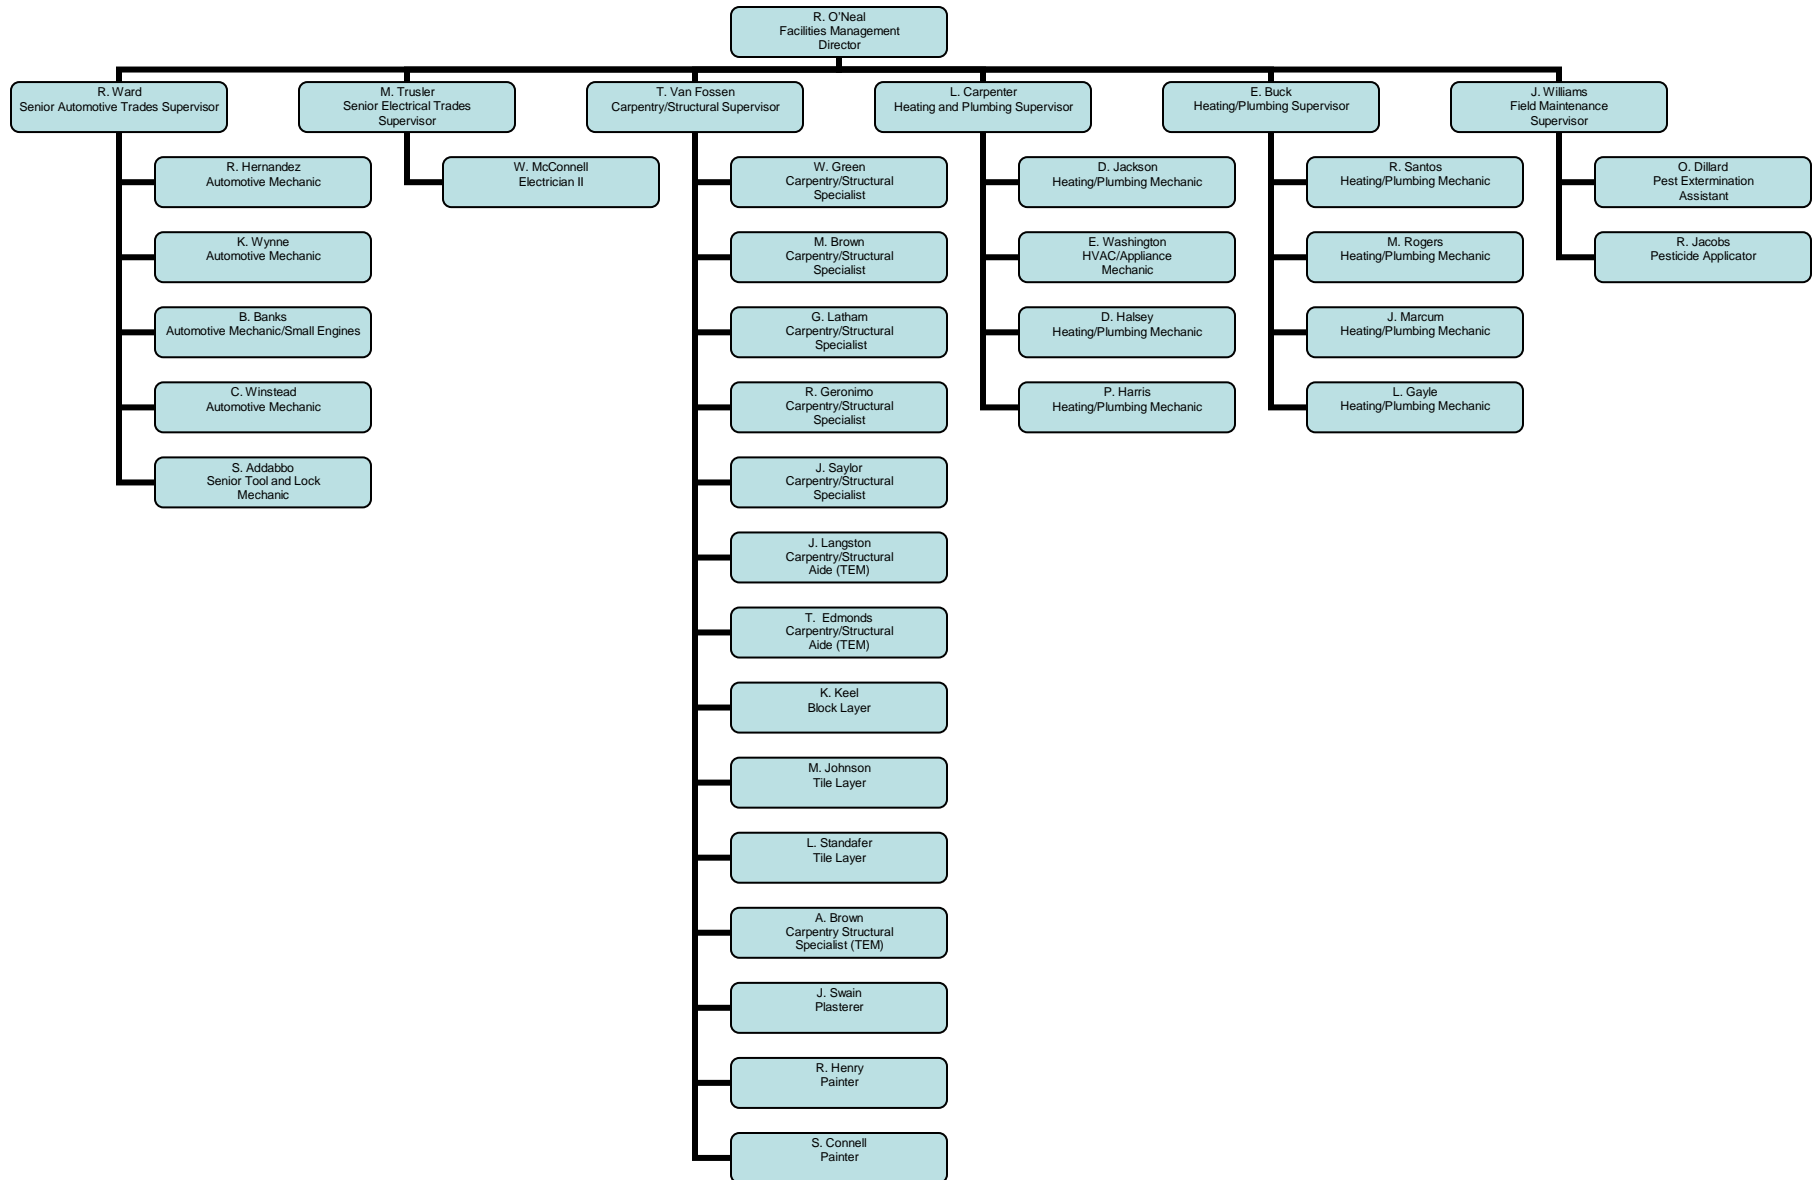 R. O'Neal
Facilities Management
Director
R. Ward
Senior Automotive Trades Supervisor
M. Trusler
Senior Electrical Trades
Supervisor
T. Van Fossen
Carpentry/Structural Supervisor
L. Carpenter
Heating and Plumbing Supervisor
E. Buck
Heating/Plumbing Supervisor
J. Williams
Field Maintenance
Supervisor
R. Hernandez
Automotive Mechanic
K. Wynne
Automotive Mechanic
B. Banks
Automotive Mechanic/Small Engines
C. Winstead
Automotive Mechanic
S. Addabbo
Senior Tool and Lock
Mechanic
W. McConnell
Electrician II
W. Green
Carpentry/Structural
Specialist
M. Brown
Carpentry/Structural
Specialist
G. Latham
Carpentry/Structural
Specialist
R. Geronimo
Carpentry/Structural
Specialist
J. Saylor
Carpentry/Structural
Specialist
J. Langston
Carpentry/Structural
Aide (TEM)
T.  Edmonds
Carpentry/Structural
Aide (TEM)
K. Keel
Block Layer
M. Johnson
Tile Layer
L. Standafer
Tile Layer
A. Brown
Carpentry Structural
Specialist (TEM)
J. Swain
Plasterer
R. Henry
Painter
S. Connell
Painter
D. Jackson
Heating/Plumbing Mechanic
E. Washington
HVAC/Appliance
Mechanic
D. Halsey
Heating/Plumbing Mechanic
P. Harris
Heating/Plumbing Mechanic
R. Santos
Heating/Plumbing Mechanic
M. Rogers
Heating/Plumbing Mechanic
J. Marcum
Heating/Plumbing Mechanic
L. Gayle
Heating/Plumbing Mechanic
O. Dillard
Pest Extermination
Assistant
R. Jacobs
Pesticide Applicator